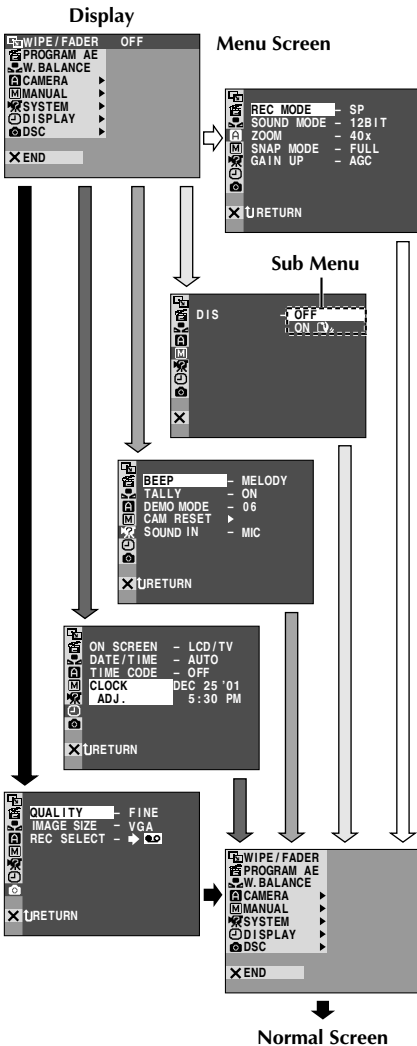 Display
WIPE/FADER OFF
PROGRAM AE
W. BALANCE
CAMERA
MANUAL
SYSTEM
DISPLAY
DSC
END
Menu Screen
REC MODE – SP
SOUND MODE – 12BIT
ZOOM – 40x
SNAP MODE – FULL
GAIN UP – AGC
RETURN
Sub Menu
DIS – OFF
ON
BEEP – MELODY
TALLY – ON
DEMO MODE – 06
CAM RESET
SOUND IN – MIC
RETURN
ON SCREEN – LCD/TV
DATE/TIME – AUTO
TIME CODE – OFF
CLOCK DEC 25 '01
ADJ. 5:30 PM
RETURN
QUALITY – FINE
IMAGE SIZE – VGA
REC SELECT –
RETURN
WIPE/FADER
PROGRAM AE
W. BALANCE
CAMERA
MANUAL
SYSTEM
DISPLAY
DSC
END
Normal Screen